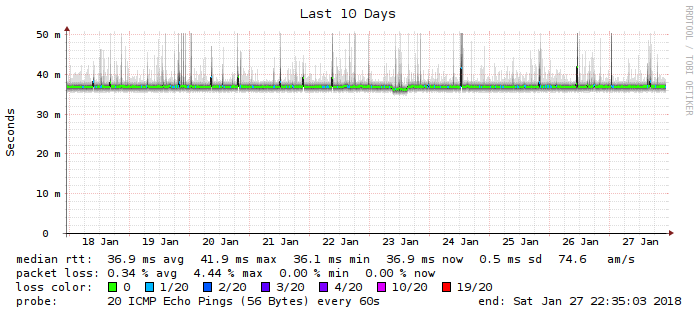 Last 10 Days
RRDTOOL / TOBI OETIKER
Seconds
50 m
40 m
30 m
20 m
10 m
0
18 Jan 19 Jan 20 Jan 21 Jan 22 Jan 23 Jan 24 Jan 25 Jan 26 Jan 27 Jan
median rtt: 36.9 ms avg 41.9 ms max 36.1 ms min 36.9 ms now 0.5 ms sd 74.6 am/s
packet loss: 0.34 % avg 4.44 % max 0.00 % min 0.00 % now
loss color: 0 1/20 2/20 3/20 4/20 10/20 19/20
probe: 20 ICMP Echo Pings (56 Bytes) every 60s end: Sat Jan 27 22:35:03 2018